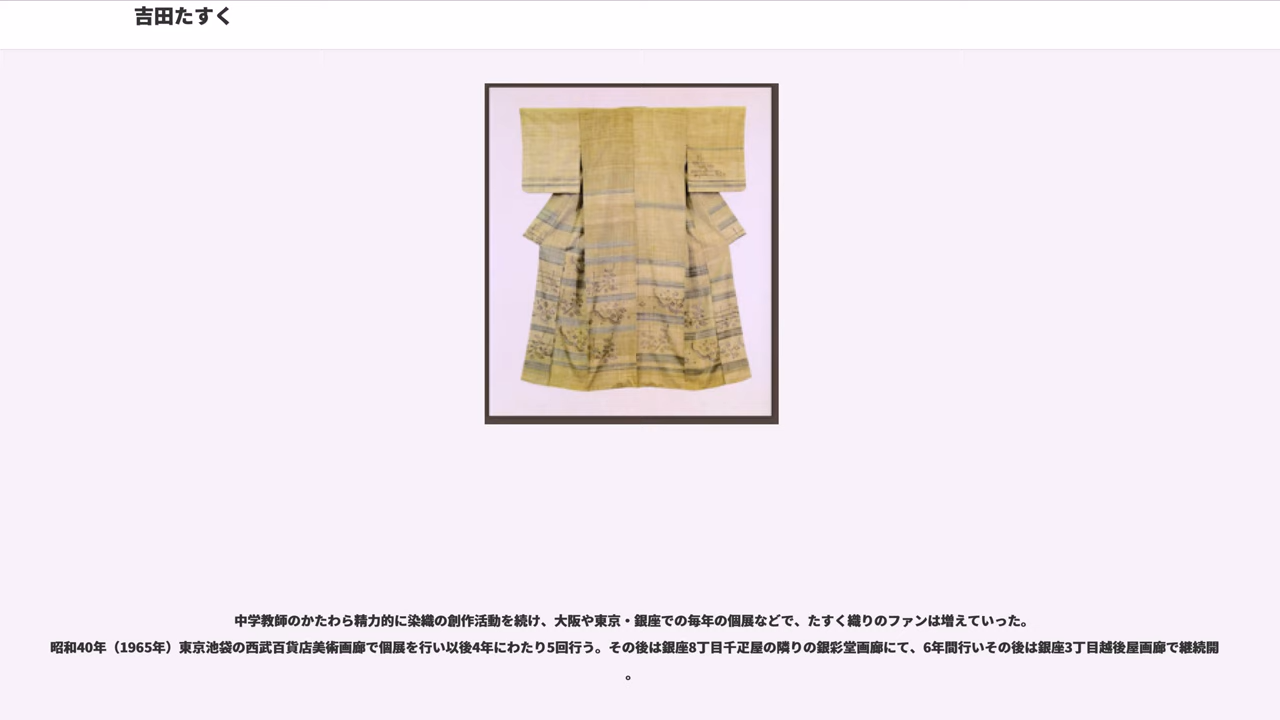 吉田たすく
中学教師のかたわら精力的に染織の創作活動を続け、大阪や東京・銀座での毎年の個展などで、たすく織りのファンは増えていった。
昭和40年（1965年）東京池袋の西武百貨店美術画廊で個展を行い以後4年にわたり5回行う。その後は銀座8丁目千疋屋の隣りの銀彩堂画廊にて、6年間行いその後は銀座3丁目越後屋画廊で継続開
。